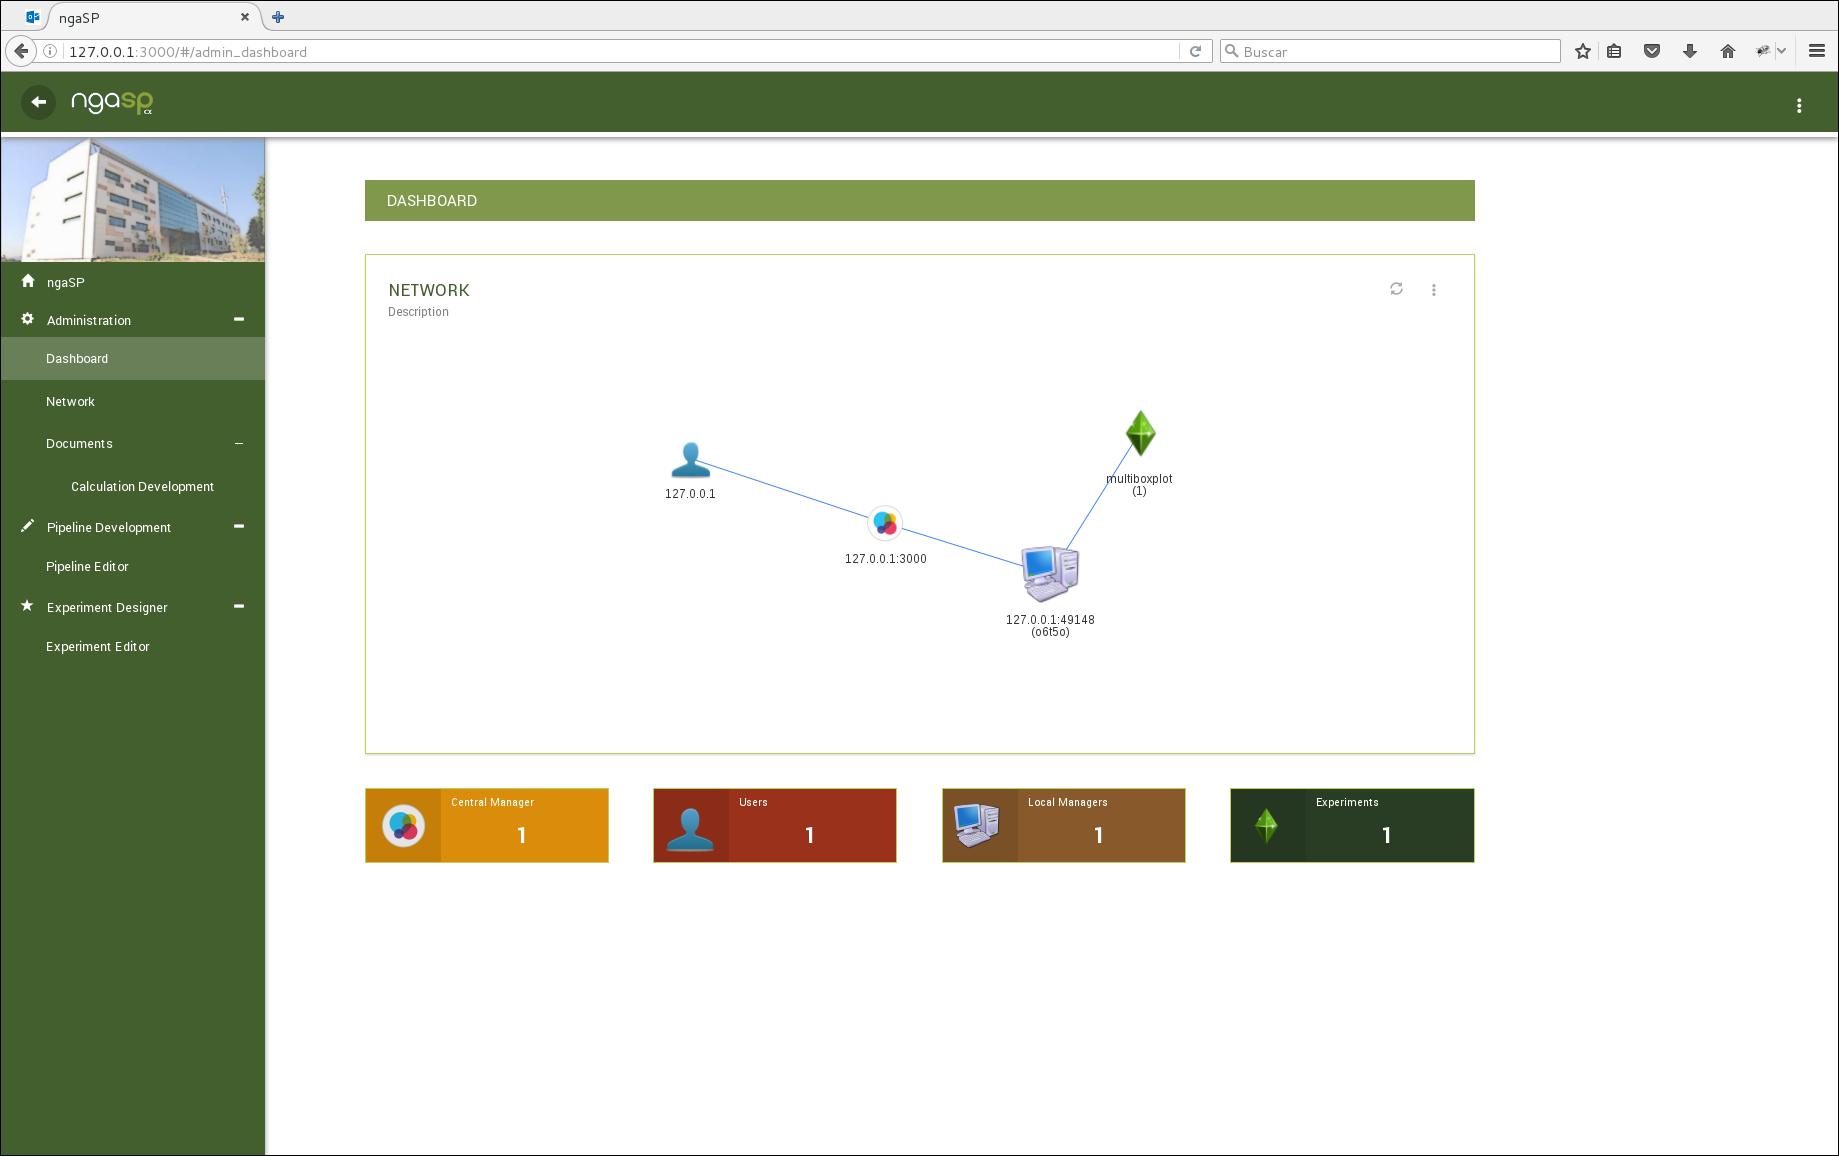 ngaSP
127.0.0.1:3000/#/admin_dashboard
Buscar
ngasp α
DASHBOARD
ngaSP
Administration
Dashboard
Network
Documents
Calculation Development
Pipeline Development
Pipeline Editor
Experiment Designer
Experiment Editor
NETWORK
Description
127.0.0.1
127.0.0.1:3000
multiboxplot
(1)
127.0.0.1:49148
(o6t5o)
Central Manager
1
Users
1
Local Managers
1
Experiments
1